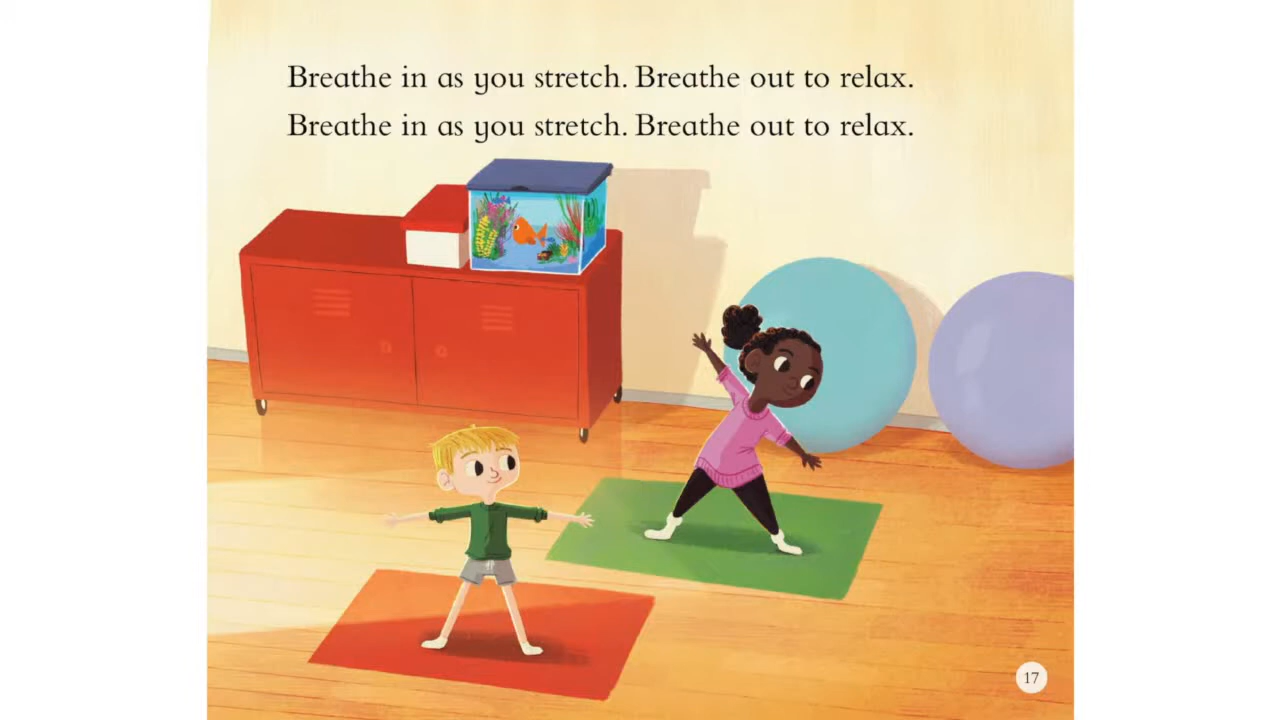 Breathe in as you stretch. Breathe out to relax.
Breathe in as you stretch. Breathe out to relax.
17